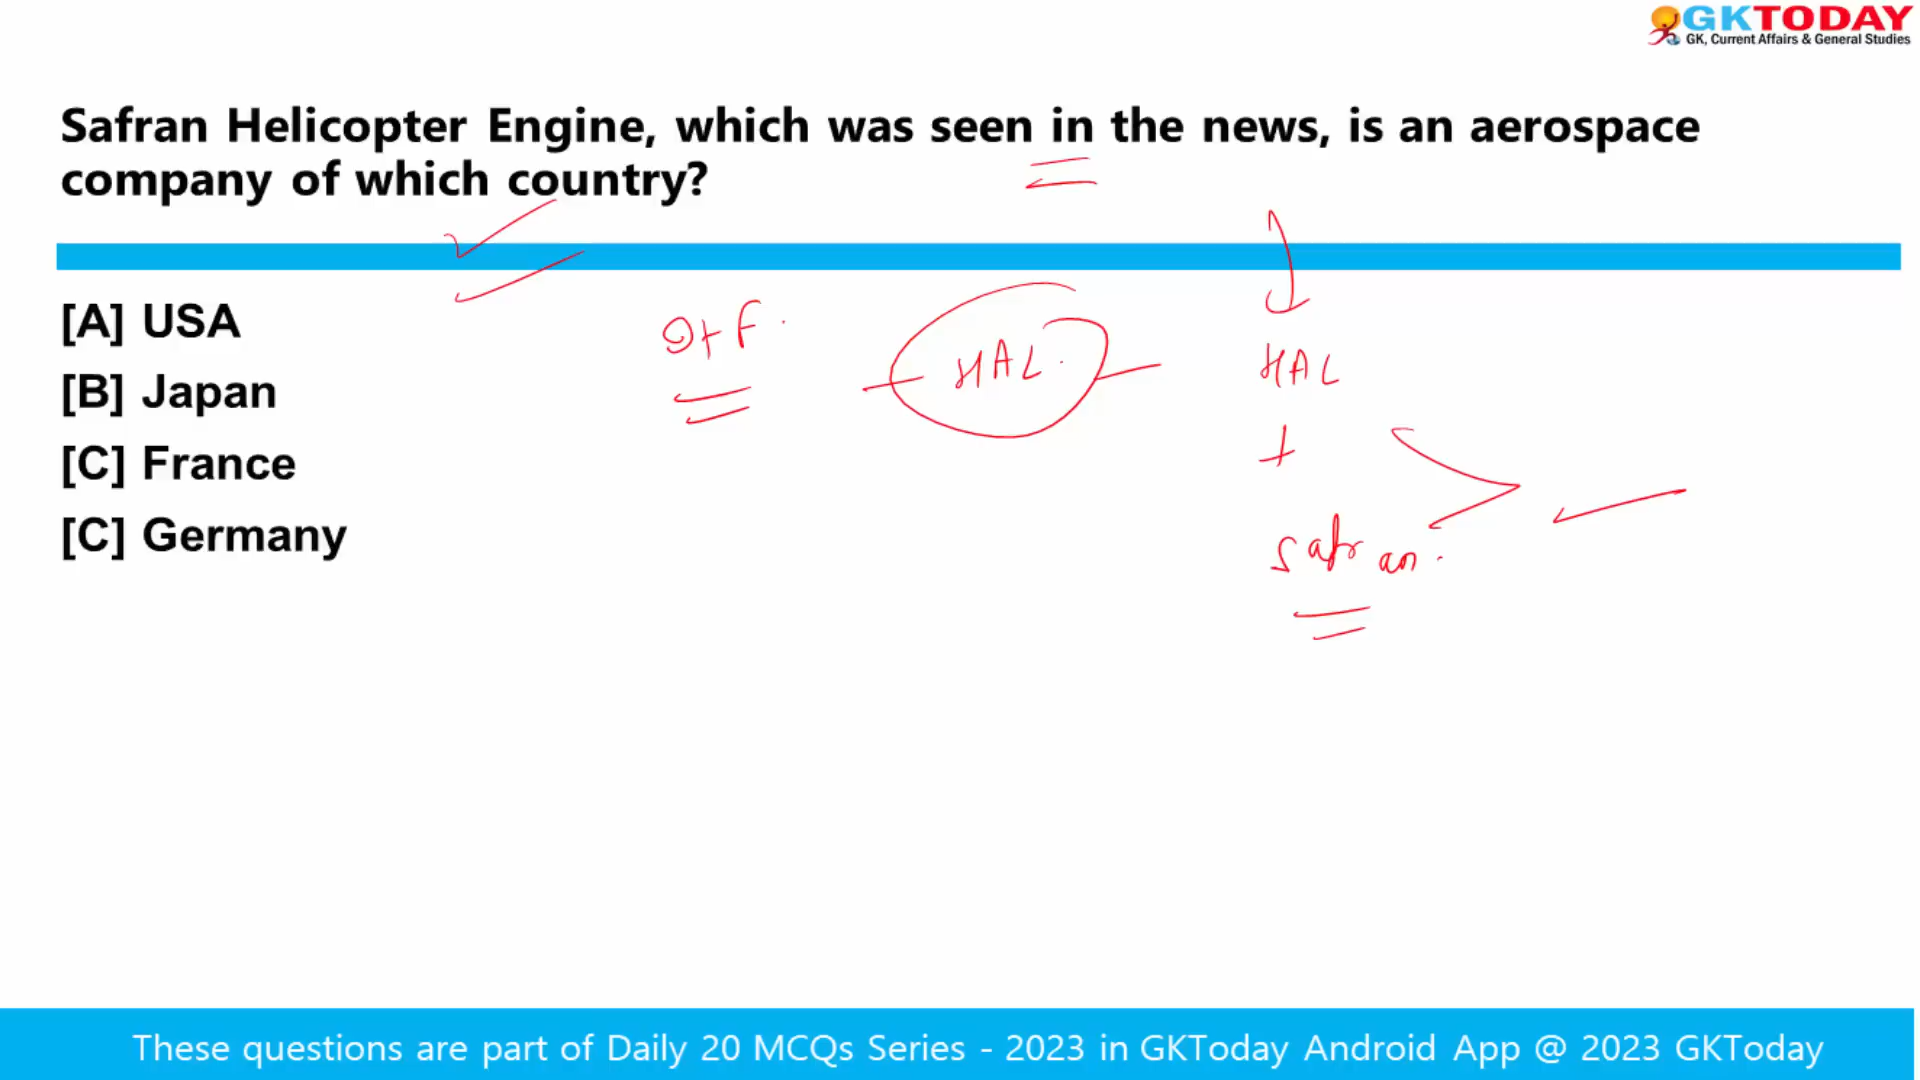 GKTODAY
GK, Current Affairs & General Studies
Safran Helicopter Engine, which was seen in the news, is an aerospace
company of which country?
[A] USA
[B] Japan
[C] France
[C] Germany
HAL.
HAL
+
Safran.
These questions are part of Daily 20 MCQs Series - 2023 in GKToday Android App @ 2023 GKToday